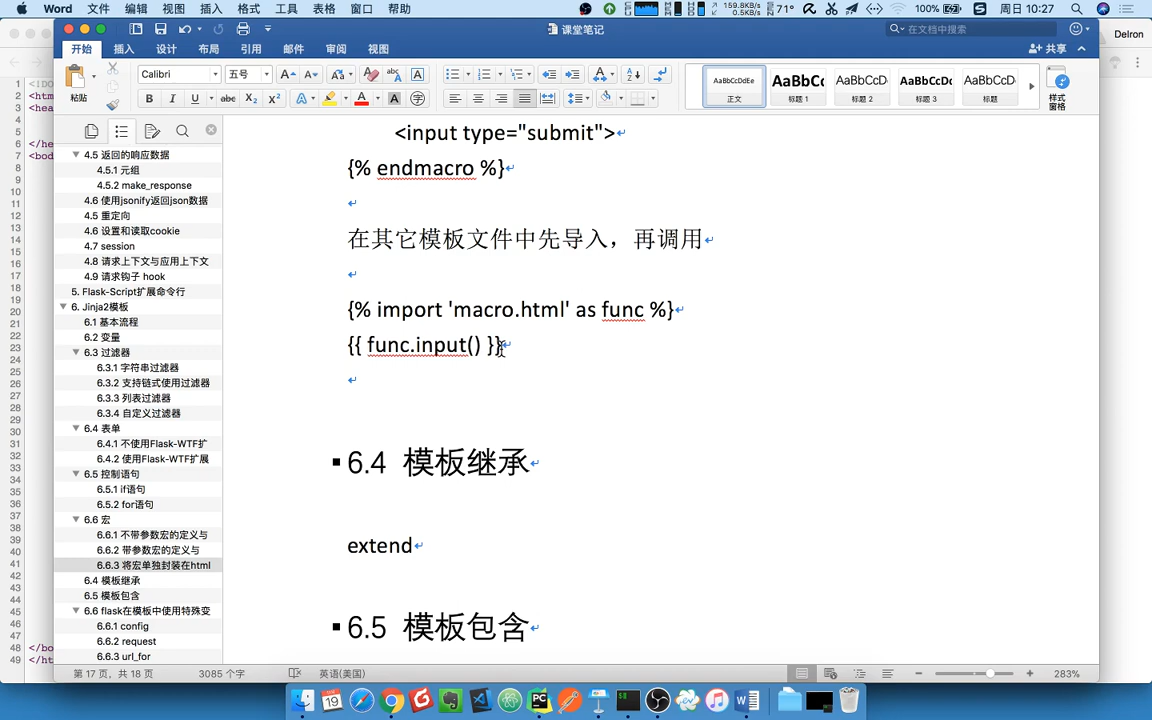 Word 文件 编辑 视图 插入 格式 工具 表格 窗口 帮助 159.8KB/s 0.5KB/s 71° 100% 周日 10:27
课堂笔记
在文档中搜索
Delron
开始 插入 设计 布局 引用 邮件 审阅 视图 共享
粘贴
Calibri 五号
AaBbCcDdEe AaBbCc AaBbCcD AaBbCcD AaBbCcD
正文 标题 1 标题 2 标题 3 标题 样式窗格
4.5 返回的响应数据
4.5.1 元组
4.5.2 make_response
4.6 使用jsonify返回json数据
4.5 重定向
4.6 设置和读取cookie
4.7 session
4.8 请求上下文与应用上下文
4.9 请求钩子 hook
5. Flask-Script扩展命令行
6. Jinja2模板
6.1 基本流程
6.2 变量
6.3 过滤器
6.3.1 字符串过滤器
6.3.2 支持链式使用过滤器
6.3.3 列表过滤器
6.3.4 自定义过滤器
6.4 表单
6.4.1 不使用Flask-WTF扩
6.4.2 使用Flask-WTF扩展
6.5 控制语句
6.5.1 if语句
6.5.2 for语句
6.6 宏
6.6.1 不带参数宏的定义与
6.6.2 带参数宏的定义与
6.6.3 将宏单独封装在html
6.4 模板继承
6.5 模板包含
6.6 flask在模板中使用特殊变
6.6.1 config
6.6.2 request
6.6.3 url_for
<input type="submit">
{% endmacro %}
在其它模板文件中先导入，再调用
{% import 'macro.html' as func %}
{{ func.input() }}
6.4 模板继承
extend
6.5 模板包含
第 17 页，共 18 页 3085 个字 英语(美国) 283%